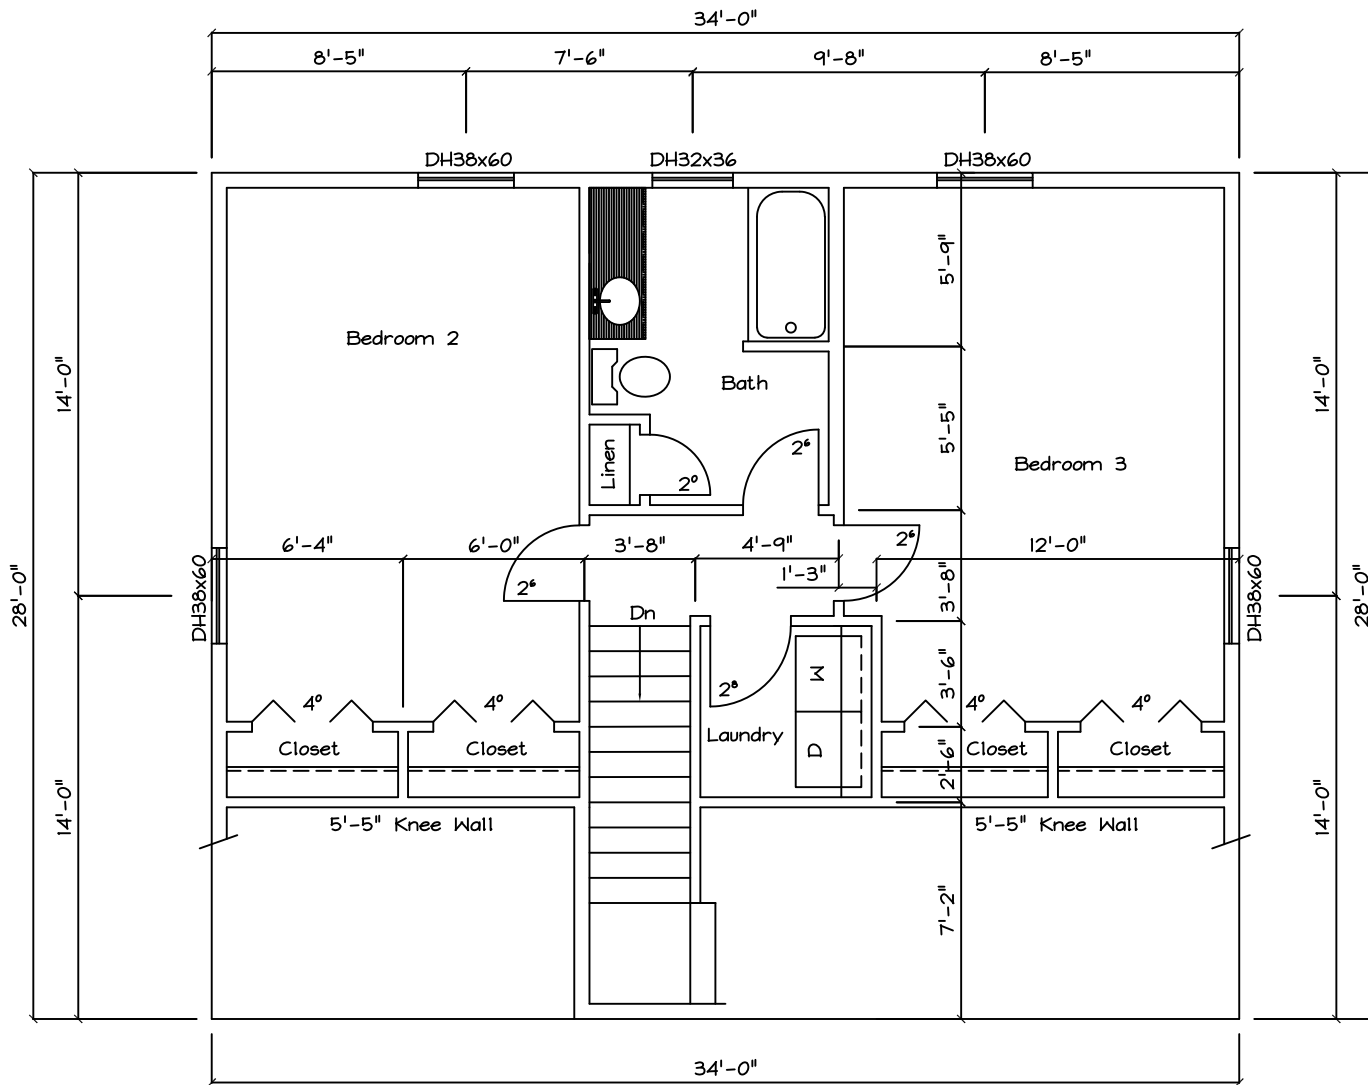 34'-0"
8'-5" 7'-6" 9'-8" 8'-5"
DH38x60 DH32x36 DH38x60
5'-9"
Bedroom 2
14'-0"
Bath
14'-0"
5'-5"
2⁶
Bedroom 3
Linen
2⁰
6'-4" 6'-0" 3'-8" 4'-9" 2⁶ 12'-0"
1'-3"
2⁶
3'-8"
28'-0"
DH38x60
DH38x60
28'-0"
Dn
3'-6"
M
2⁸
4⁰ 4⁰ 4⁰ 4⁰
Laundry
D
Closet Closet Closet Closet
2'-6"
14'-0"
14'-0"
5'-5" Knee Wall 5'-5" Knee Wall
7'-2"
34'-0"